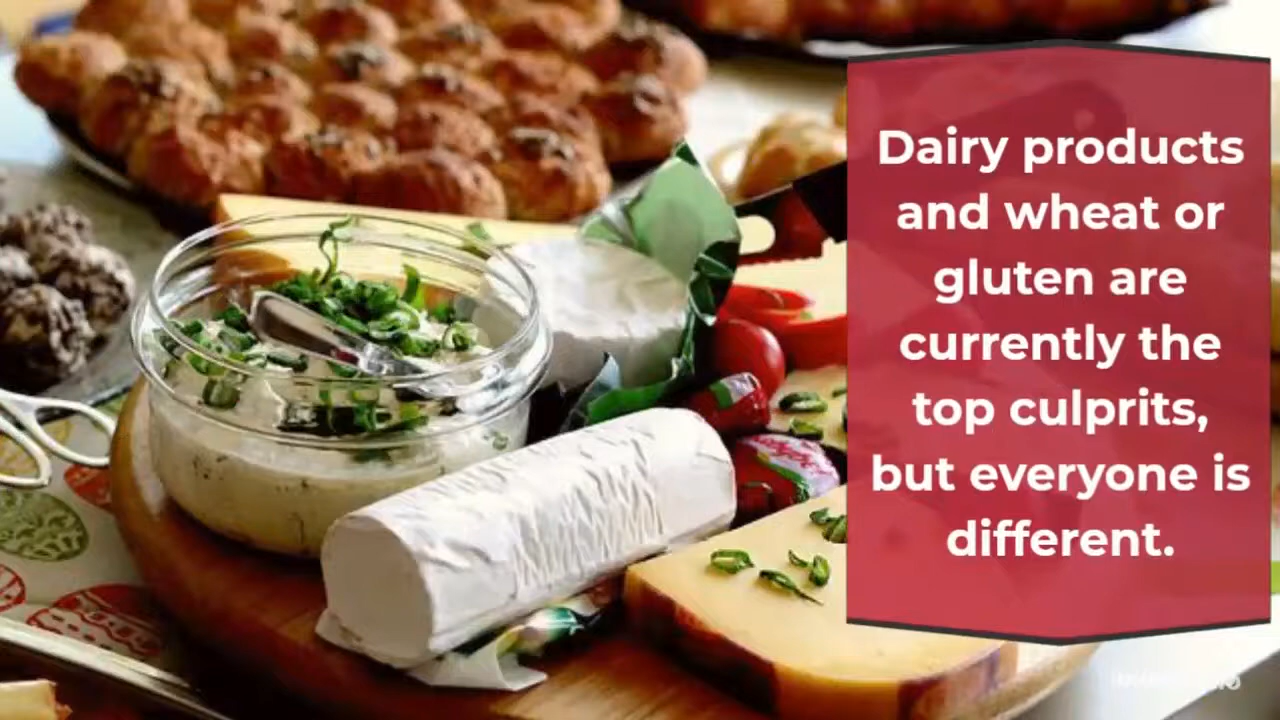 Dairy products
and wheat or
gluten are
currently the
top culprits,
but everyone is
different.